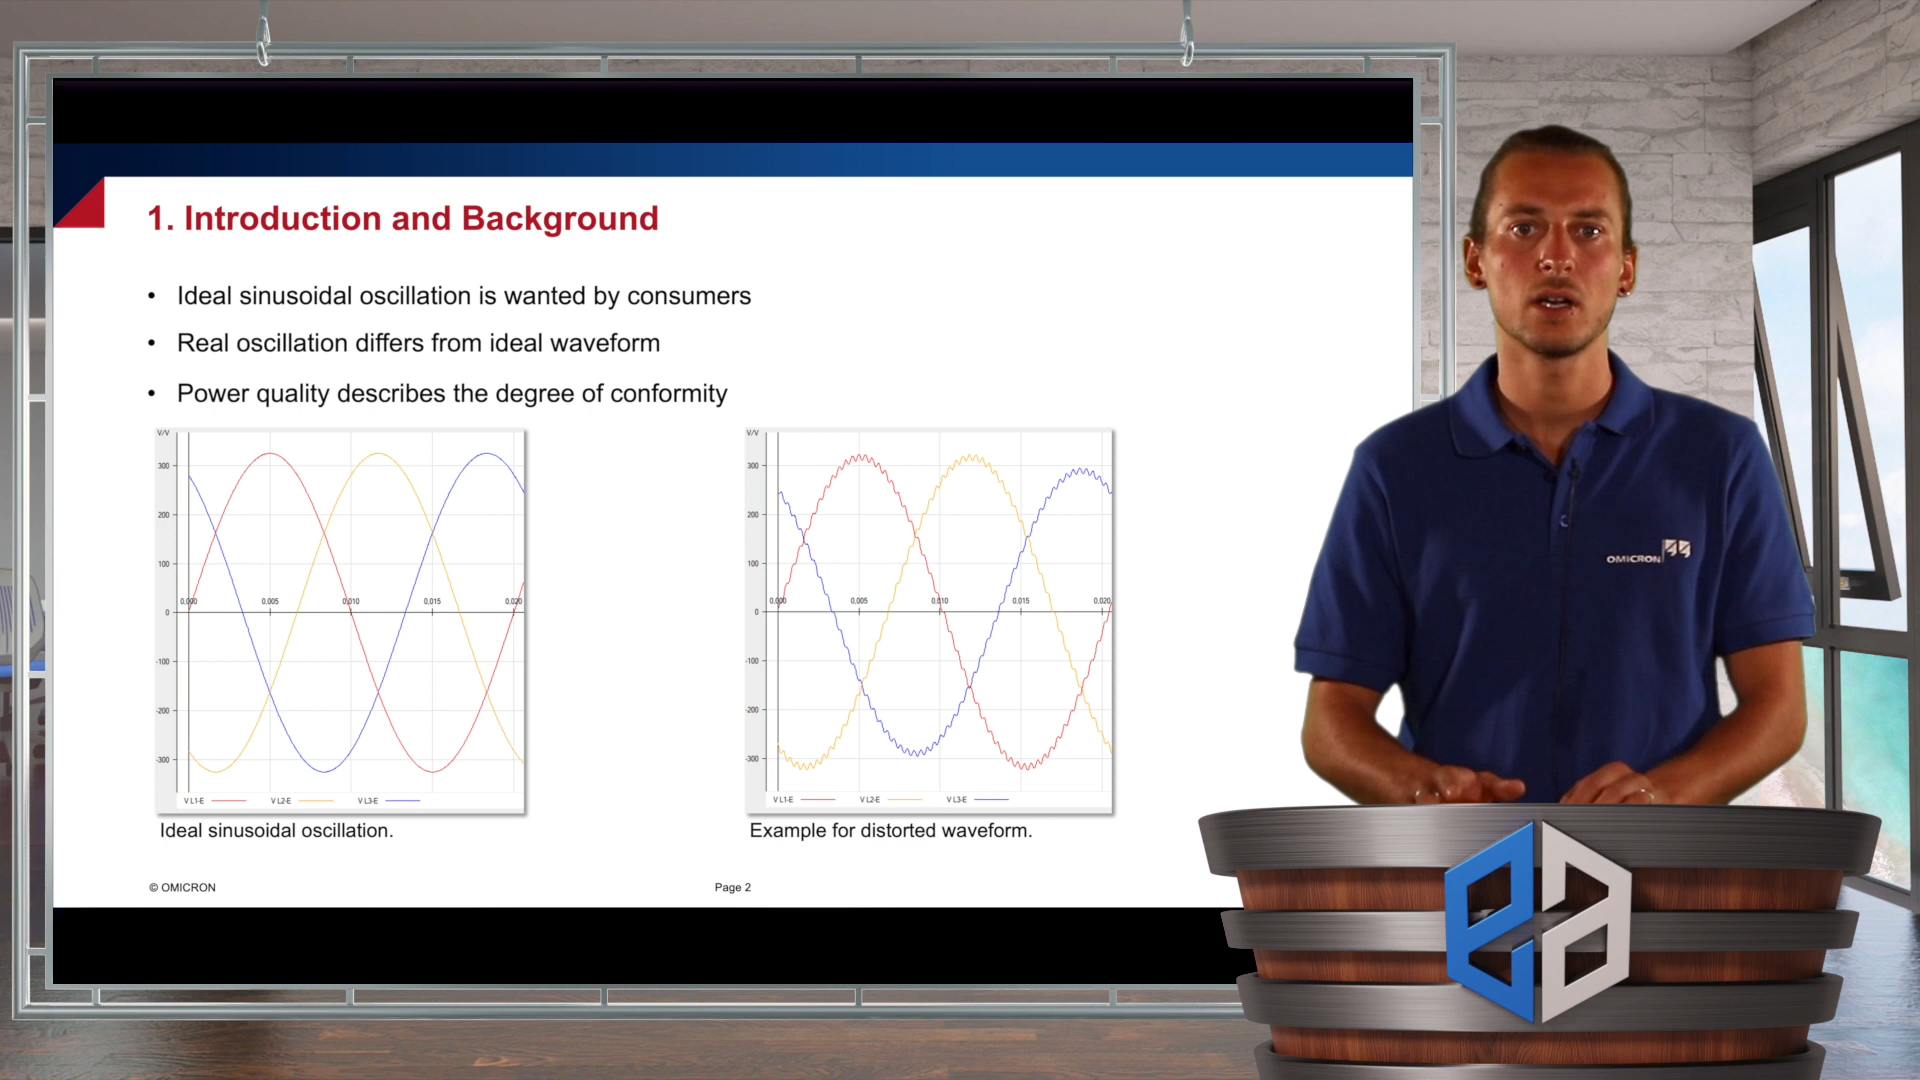 1. Introduction and Background
• Ideal sinusoidal oscillation is wanted by consumers
• Real oscillation differs from ideal waveform
• Power quality describes the degree of conformity
V/V
300
200
100
0
-100
-200
-300
0,000 0,005 0,010 0,015 0,020
V L1-E V L2-E V L3-E
Ideal sinusoidal oscillation.
V/V
300
200
100
0
-100
-200
-300
0,000 0,005 0,010 0,015 0,020
V L1-E V L2-E V L3-E
Example for distorted waveform.
© OMICRON
Page 2
OMICRON
ea